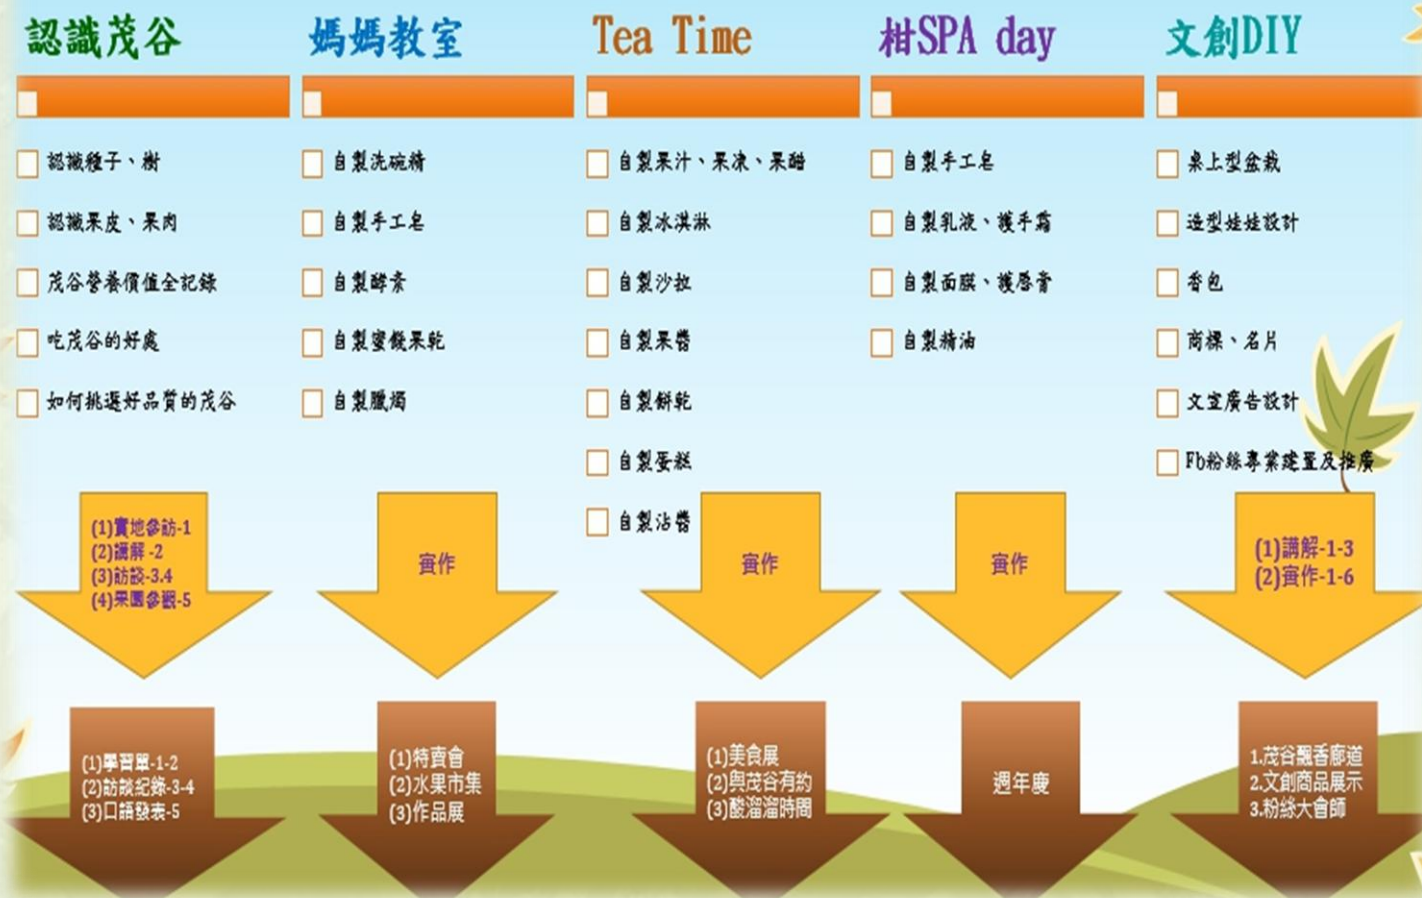 認識茂谷
認識種子、樹
認識果皮、果肉
茂谷營養價值全記錄
吃茂谷的好處
如何挑選好品質的茂谷
(1)實地參訪-1
(2)講解 -2
(3)訪談-3.4
(4)果園參觀-5
(1)學習單-1-2
(2)訪談紀錄-3-4
(3)口語發表-5
媽媽教室
自製洗碗精
自製手工皂
自製酵素
自製蜜餞果乾
自製臘燭
實作
(1)特賣會
(2)水果市集
(3)作品展
Tea Time
自製果汁、果凍、果醋
自製冰淇淋
自製沙拉
自製果醬
自製餅乾
自製蛋糕
自製沾醬
實作
(1)美食展
(2)與茂谷有約
(3)酸溜溜時間
柑SPA day
自製手工皂
自製乳液、護手霜
自製面膜、護唇膏
自製精油
實作
週年慶
文創DIY
桌上型盆栽
造型娃娃設計
香包
商標、名片
文宣廣告設計
Fb粉絲專業建置及推廣
(1)講解-1-3
(2)實作-1-6
1.茂谷飄香廊道
2.文創商品展示
3.粉絲大會師